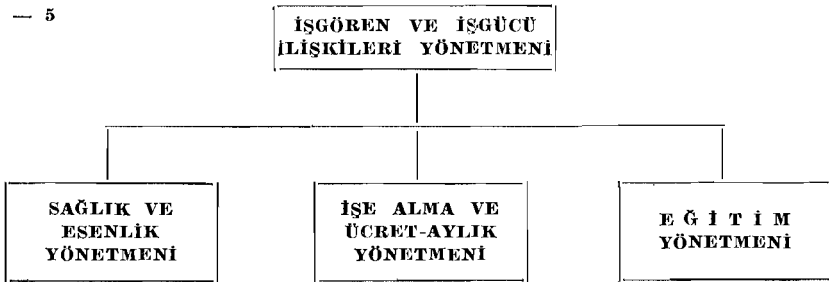 — 5
İŞGÖREN VE İŞGÜCÜ
İLİŞKİLERİ YÖNETMENİ
SAĞLIK VE
ESENLİK
YÖNETMENİ
İŞE ALMA VE
ÜCRET-AYLIK
YÖNETMENİ
E Ğ İ T İ M
YÖNETMENİ